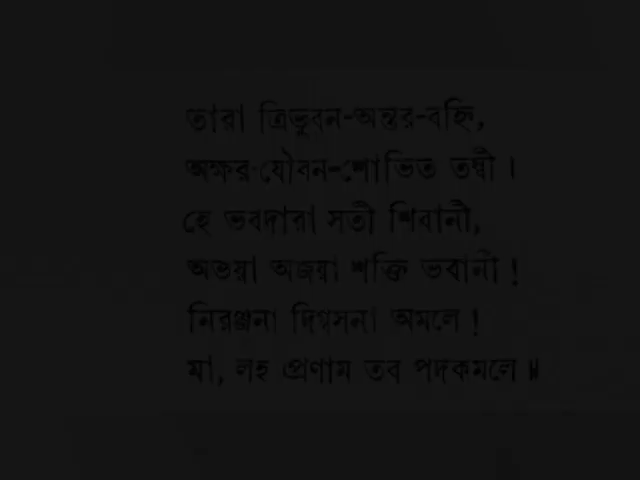 তারা ত্রিভুবন-অন্তর-বহ্নি,
অক্ষর-যৌবন-শোভিত তন্বী ।
হে ভবদারা সতী শিবানী,
অভয়া অজয়া শক্তি ভবানী !
নিরঞ্জনা দিগ্বসনা অমলে !
মা, লহ প্রণাম তব পদকমলে ॥